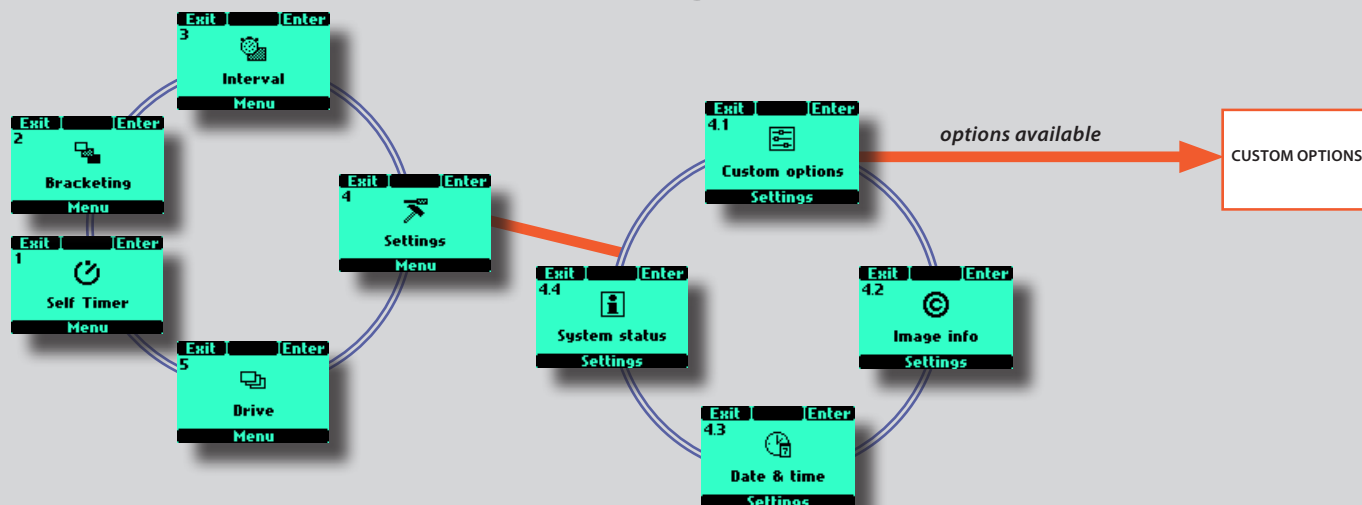 Exit Enter
3
Interval
Menu
Exit Enter
2
Bracketing
Menu
Exit Enter
1
Self Timer
Menu
Exit Enter
4
Settings
Menu
Exit Enter
5
Drive
Menu
Exit Enter
4.1
Custom options
Settings
options available
CUSTOM OPTIONS
Exit Enter
4.4
System status
Settings
Exit Enter
4.2
Image info
Settings
Exit Enter
4.3
Date & time
Settings